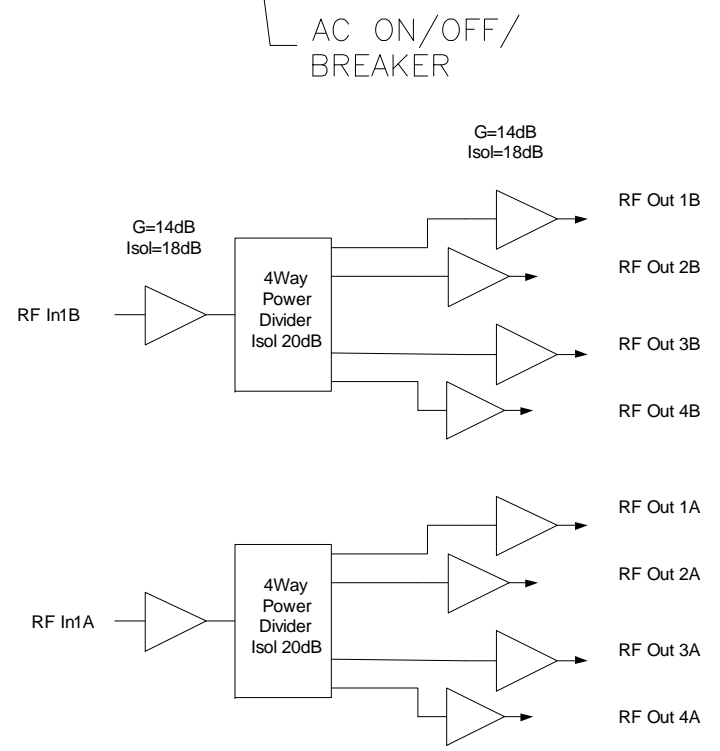 AC ON/OFF/
BREAKER
G=14dB
Isol=18dB
RF Out 1B
G=14dB
Isol=18dB
RF Out 2B
4Way
Power
Divider
Isol 20dB
RF In1B
RF Out 3B
RF Out 4B
RF Out 1A
RF Out 2A
4Way
Power
Divider
Isol 20dB
RF In1A
RF Out 3A
RF Out 4A